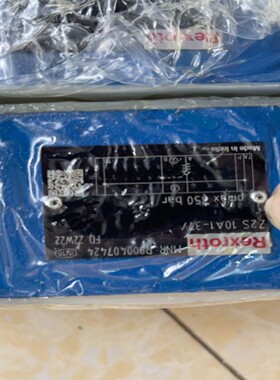 Rexroth
Made in India
Rexroth
MNR R900407424
FD 22W22
Z2S 10A1-3X/
pmax 350 bar